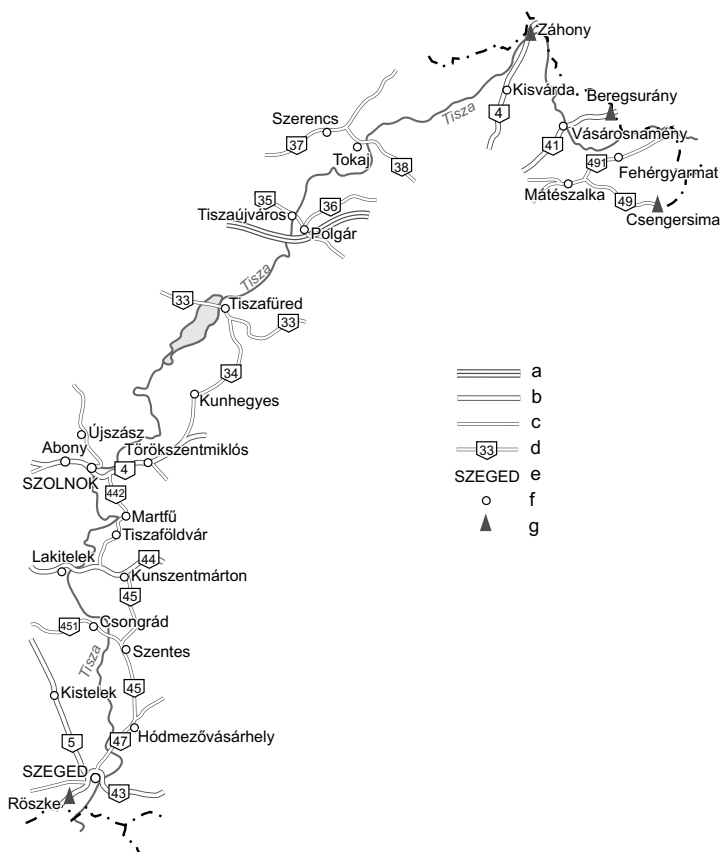 Záhony
Kisvárda
Beregsurány
4
Tisza
Szerencs
Vásárosnamény
37
41
Tokaj
38
491
Fehérgyarmat
Mátészalka
49
Csengersima
35
36
Tiszaújváros
Polgár
Tisza
33
Tiszafüred
33
34
Kunhegyes
a
b
c
33 d
SZEGED e
f
g
Újszász
Abony
Törökszentmiklós
4
SZOLNOK
442
Martfű
Tiszaföldvár
Lakitelek
44
Kunszentmárton
45
451
Csongrád
Szentes
Tisza
45
Kistelek
5
47
Hódmezővásárhely
SZEGED
43
Röszke